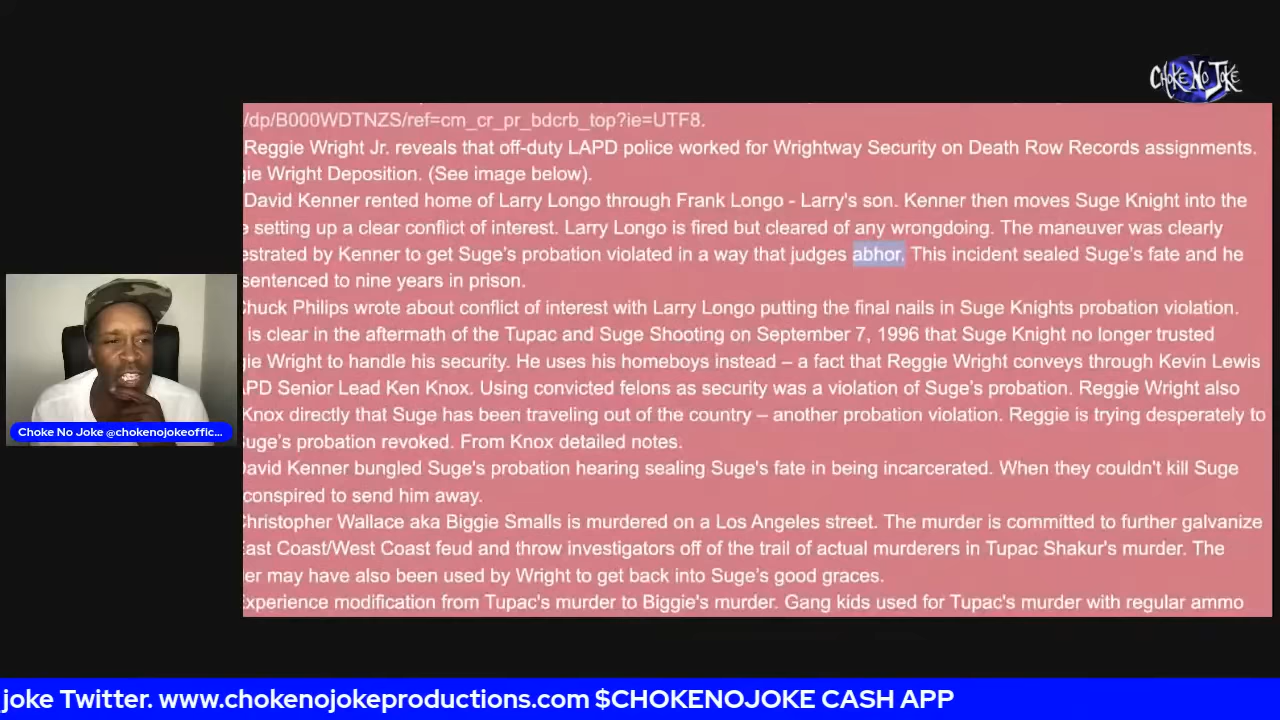 CHOKE NO JOKE
/dp/B000WDTNZS/ref=cm_cr_pr_bdcrb_top?ie=UTF8.
Reggie Wright Jr. reveals that off-duty LAPD police worked for Wrightway Security on Death Row Records assignments.
gie Wright Deposition. (See image below).
David Kenner rented home of Larry Longo through Frank Longo - Larry's son. Kenner then moves Suge Knight into the
e setting up a clear conflict of interest. Larry Longo is fired but cleared of any wrongdoing. The maneuver was clearly
estrated by Kenner to get Suge's probation violated in a way that judges abhor. This incident sealed Suge's fate and he
sentenced to nine years in prison.
Chuck Philips wrote about conflict of interest with Larry Longo putting the final nails in Suge Knights probation violation.
is clear in the aftermath of the Tupac and Suge Shooting on September 7, 1996 that Suge Knight no longer trusted
gie Wright to handle his security. He uses his homeboys instead – a fact that Reggie Wright conveys through Kevin Lewis
APD Senior Lead Ken Knox. Using convicted felons as security was a violation of Suge's probation. Reggie Wright also
Knox directly that Suge has been traveling out of the country – another probation violation. Reggie is trying desperately to
Suge's probation revoked. From Knox detailed notes.
David Kenner bungled Suge's probation hearing sealing Suge's fate in being incarcerated. When they couldn't kill Suge
conspired to send him away.
Christopher Wallace aka Biggie Smalls is murdered on a Los Angeles street. The murder is committed to further galvanize
East Coast/West Coast feud and throw investigators off of the trail of actual murderers in Tupac Shakur's murder. The
er may have also been used by Wright to get back into Suge's good graces.
Experience modification from Tupac's murder to Biggie's murder. Gang kids used for Tupac's murder with regular ammo
Choke No Joke @chokenojokeoffic...
joke Twitter. www.chokenojokeproductions.com $CHOKENOJOKE CASH APP